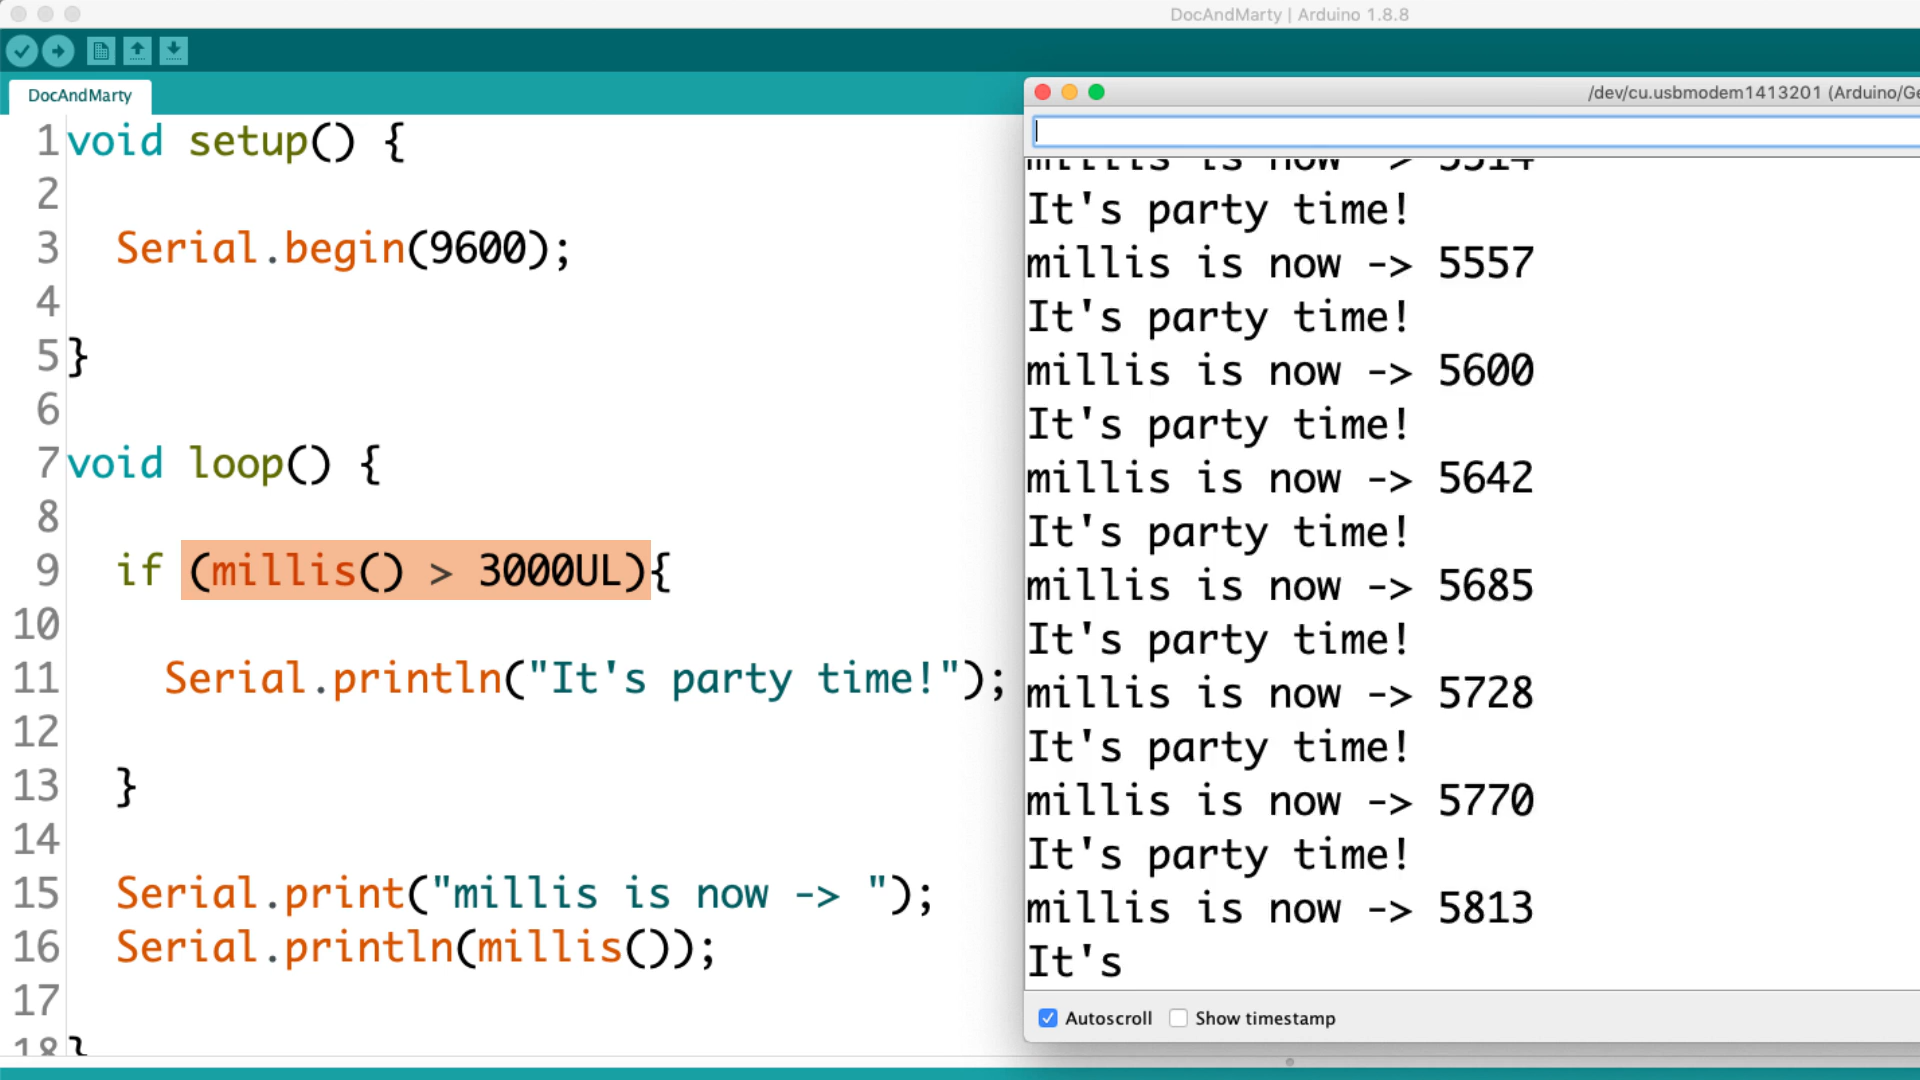 DocAndMarty | Arduino 1.8.8
DocAndMarty
1 void setup() {
2
3 Serial.begin(9600);
4
5 }
6
7 void loop() {
8
9 if (millis() > 3000UL){
10
11 Serial.println("It's party time!");
12
13 }
14
15 Serial.print("millis is now -> ");
16 Serial.println(millis());
17
18 }
/dev/cu.usbmodem1413201 (Arduino/Ge
millis is now -> 5514
It's party time!
millis is now -> 5557
It's party time!
millis is now -> 5600
It's party time!
millis is now -> 5642
It's party time!
millis is now -> 5685
It's party time!
millis is now -> 5728
It's party time!
millis is now -> 5770
It's party time!
millis is now -> 5813
It's
Autoscroll
Show timestamp